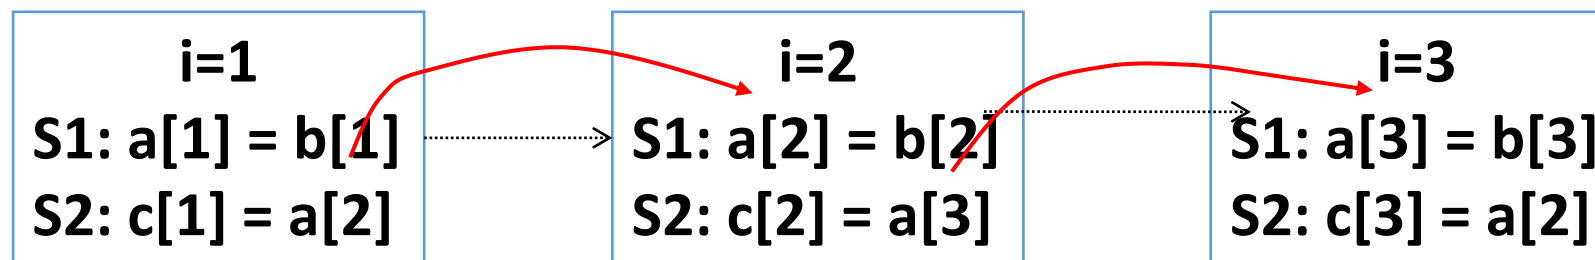 i=1
S1: a[1] = b[1]
S2: c[1] = a[2]
i=2
S1: a[2] = b[2]
S2: c[2] = a[3]
i=3
S1: a[3] = b[3]
S2: c[3] = a[2]